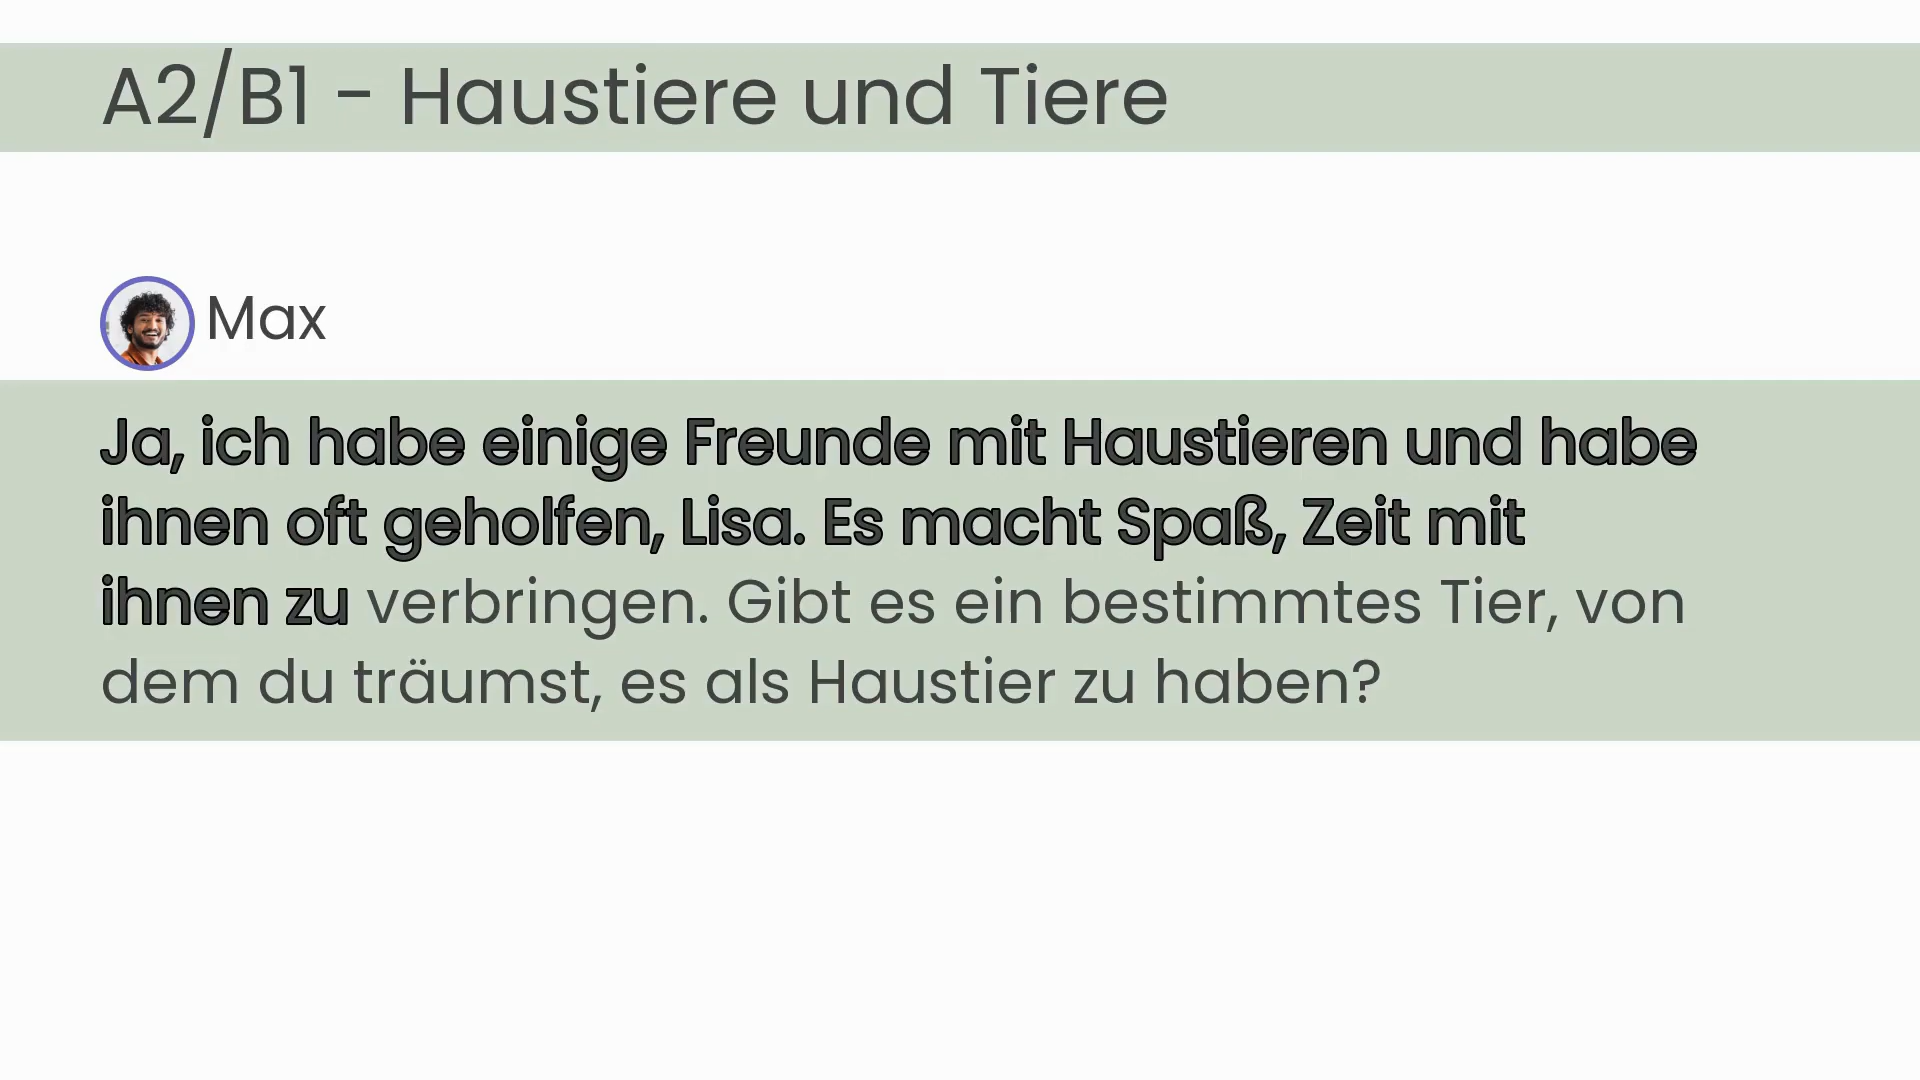 A2/B1 - Haustiere und Tiere
Max
Ja, ich habe einige Freunde mit Haustieren und habe
ihnen oft geholfen, Lisa. Es macht Spaß, Zeit mit
ihnen zu verbringen. Gibt es ein bestimmtes Tier, von
dem du träumst, es als Haustier zu haben?